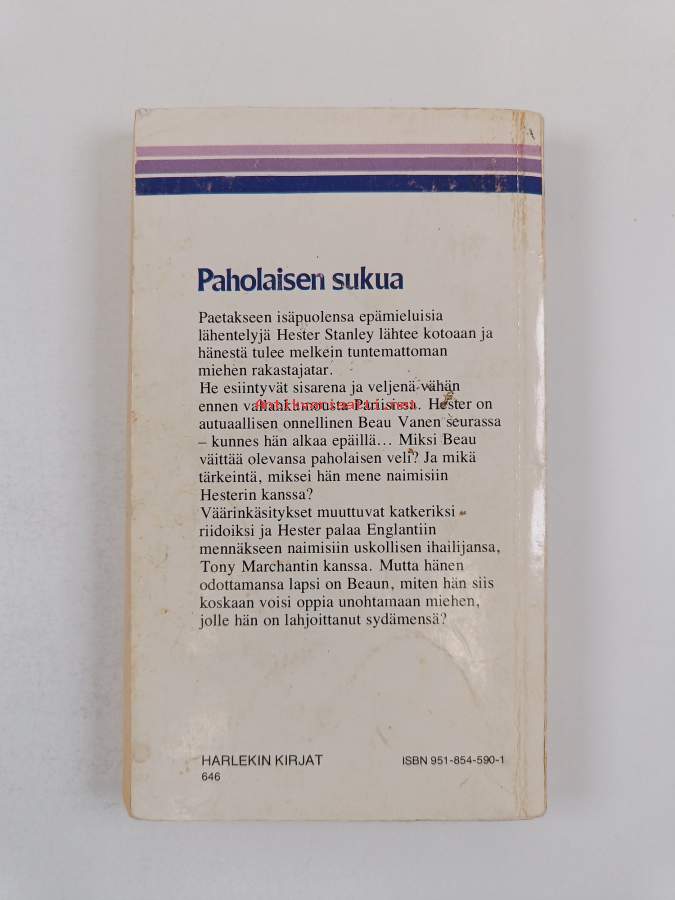 Paholaisen sukua
Paetakseen isäpuolensa epämieluisia
lähentelyjä Hester Stanley lähtee kotoaan ja
hänestä tulee melkein tuntemattoman
miehen rakastajatar.
He esiintyvät sisarena ja veljenä vähän
ennen Pariisissa. Hester on
autuaallisen onnellinen Beau Vanen seurassa
– kunnes hän alkaa epäillä... Miksi Beau
väittää olevansa paholaisen veli? Ja mikä
tärkeintä, miksei hän mene naimisiin
Hesterin kanssa?
Väärinkäsitykset muuttuvat katkeriksi
riidoiksi ja Hester palaa Englantiin
mennäkseen naimisiin uskollisen ihailijansa,
Tony Marchantin kanssa. Mutta hänen
odottamansa lapsi on Beaun, miten hän siis
koskaan voisi oppia unohtamaan miehen,
jolle hän on lahjoittanut sydämensä?
HARLEKIN KIRJAT
646
ISBN 951-854-590-1